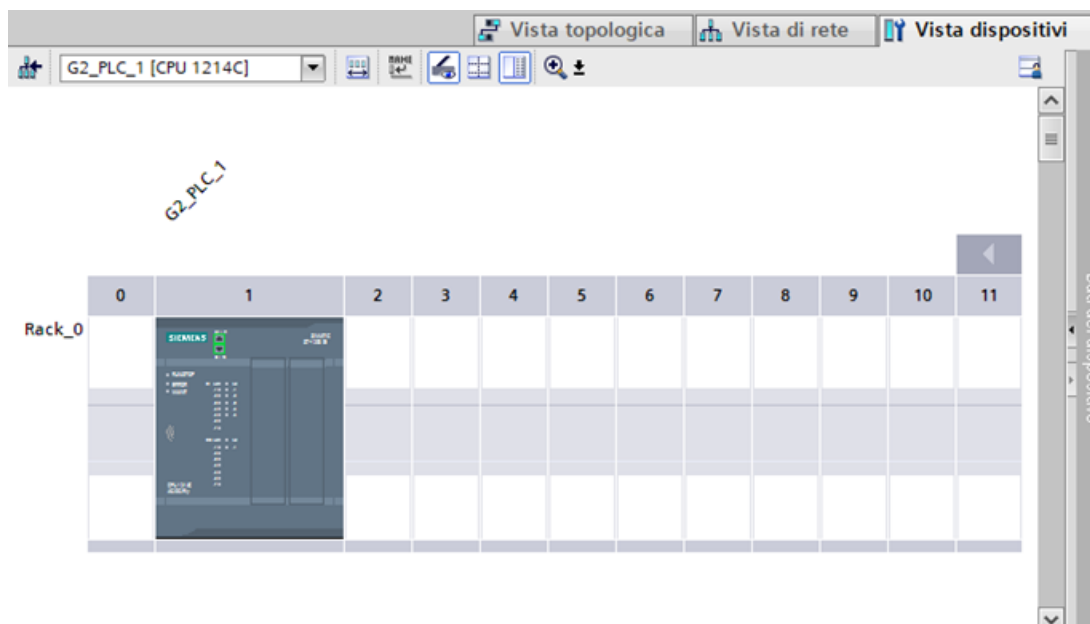 Vista topologica Vista di rete Vista dispositivi
G2_PLC_1 [CPU 1214C]
G2_PLC_1
0 1 2 3 4 5 6 7 8 9 10 11
Rack_0
SIEMENS